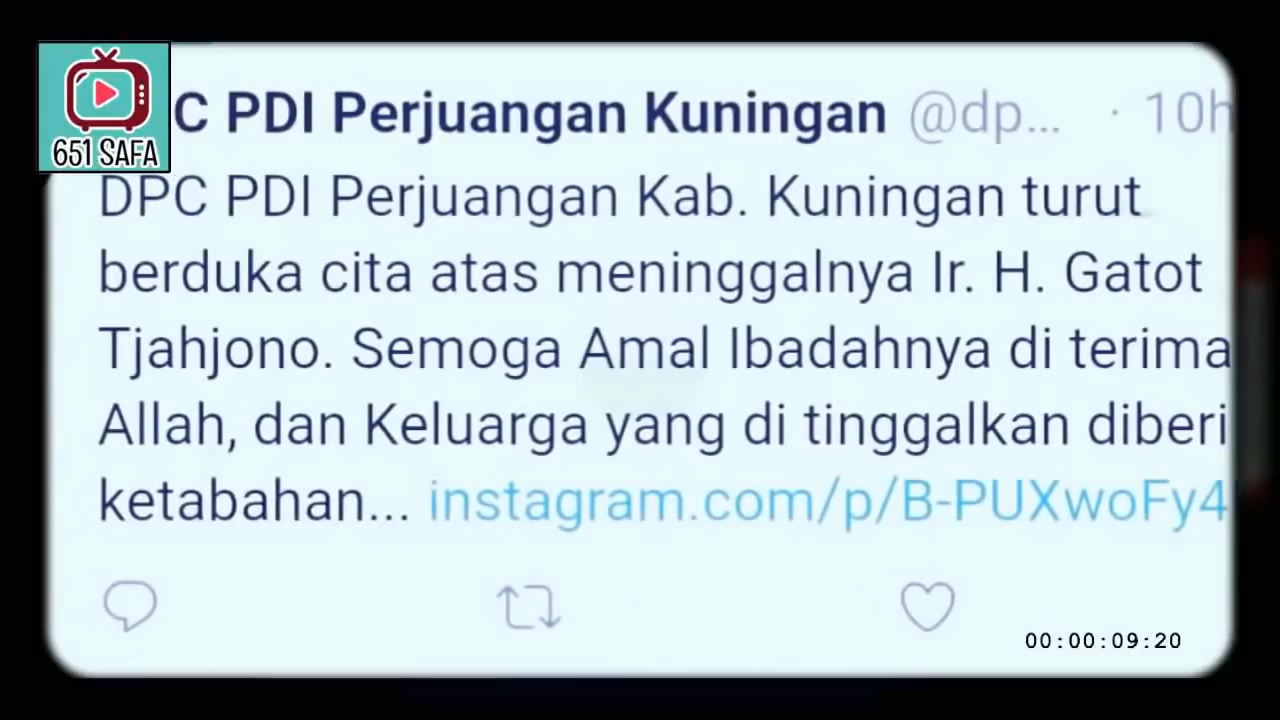 651 SAFA
C PDI Perjuangan Kuningan @dp... · 10h
DPC PDI Perjuangan Kab. Kuningan turut
berduka cita atas meninggalnya Ir. H. Gatot
Tjahjono. Semoga Amal Ibadahnya di terima
Allah, dan Keluarga yang di tinggalkan diberi
ketabahan... instagram.com/p/B-PUXwoFy4
00:00:09:20